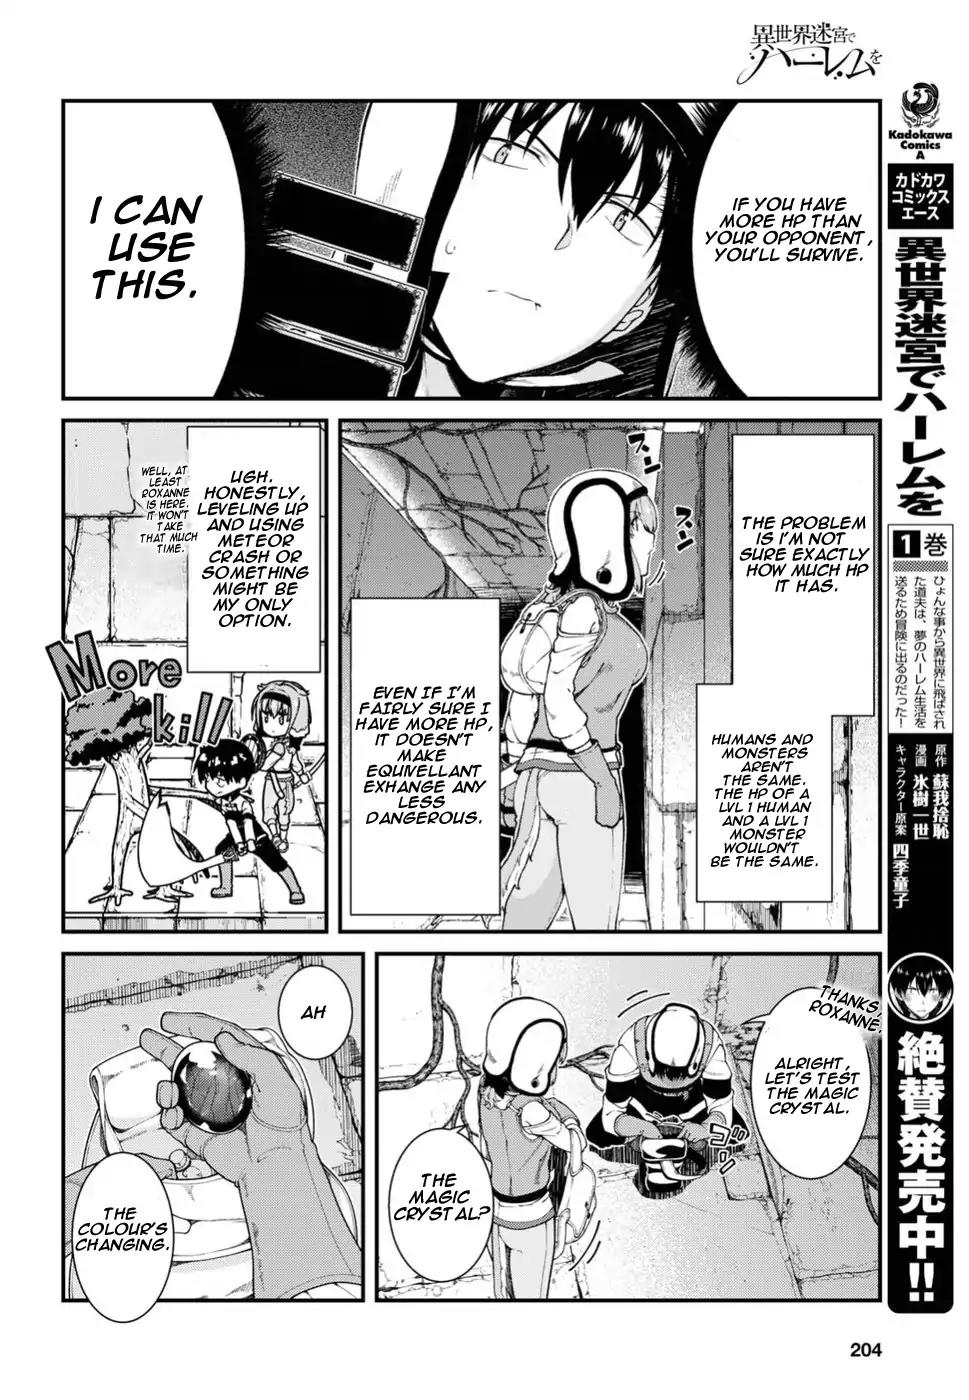 異世界迷宮で
ハーレムを
IF YOU HAVE
MORE HP THAN
YOUR OPPONENT,
YOU'LL SURVIVE.
I CAN
USE
THIS.
スン
スン
THE PROBLEM
IS I'M NOT
SURE EXACTLY
HOW MUCH HP
IT HAS.
HUMANS AND
MONSTERS
AREN'T
THE SAME.
THE HP OF A
LVL 1 HUMAN
AND A LVL 1
MONSTER
WOULDN'T
BE THE SAME.
EVEN IF I'M
FAIRLY SURE I
HAVE MORE HP,
IT DOESN'T
MAKE
EQUIVELLANT
EXHANGE ANY
LESS
DANGEROUS.
UGH.
HONESTLY,
LEVELING UP
AND USING
METEOR
CRASH OR
SOMETHING
MIGHT BE
MY ONLY
OPTION.
WELL, AT
LEAST
ROXANNE
IS HERE.
IT WON'T
TAKE
THAT MUCH
TIME.
More
kill
THANKS,
ROXANNE.
ALRIGHT,
LET'S TEST
THE MAGIC
CRYSTAL.
ゴソ
ゴソ
THE
MAGIC
CRYSTAL?
AH
THE
COLOUR'S
CHANGING.
Kadokawa
Comics
A
カドカワ
コミックス
エース
異世界迷宮でハーレムを
1巻
ひょんな事から異世界に飛ばされ
た道夫は、夢のハーレム生活を
送るため冒険に出るのだった！
原作 蘇我捨恥
漫画 氷樹一世
キャラクター原案 四季童子
絶賛発売中!!
204